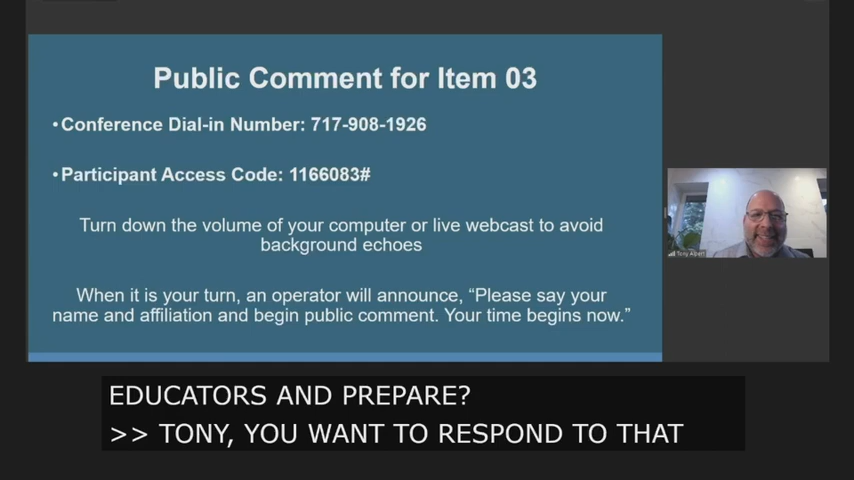 Public Comment for Item 03
•Conference Dial-in Number: 717-908-1926
•Participant Access Code: 1166083#
Turn down the volume of your computer or live webcast to avoid
background echoes
When it is your turn, an operator will announce, “Please say your
name and affiliation and begin public comment. Your time begins now.”
Tony Alpert
EDUCATORS AND PREPARE?
>> TONY, YOU WANT TO RESPOND TO THAT